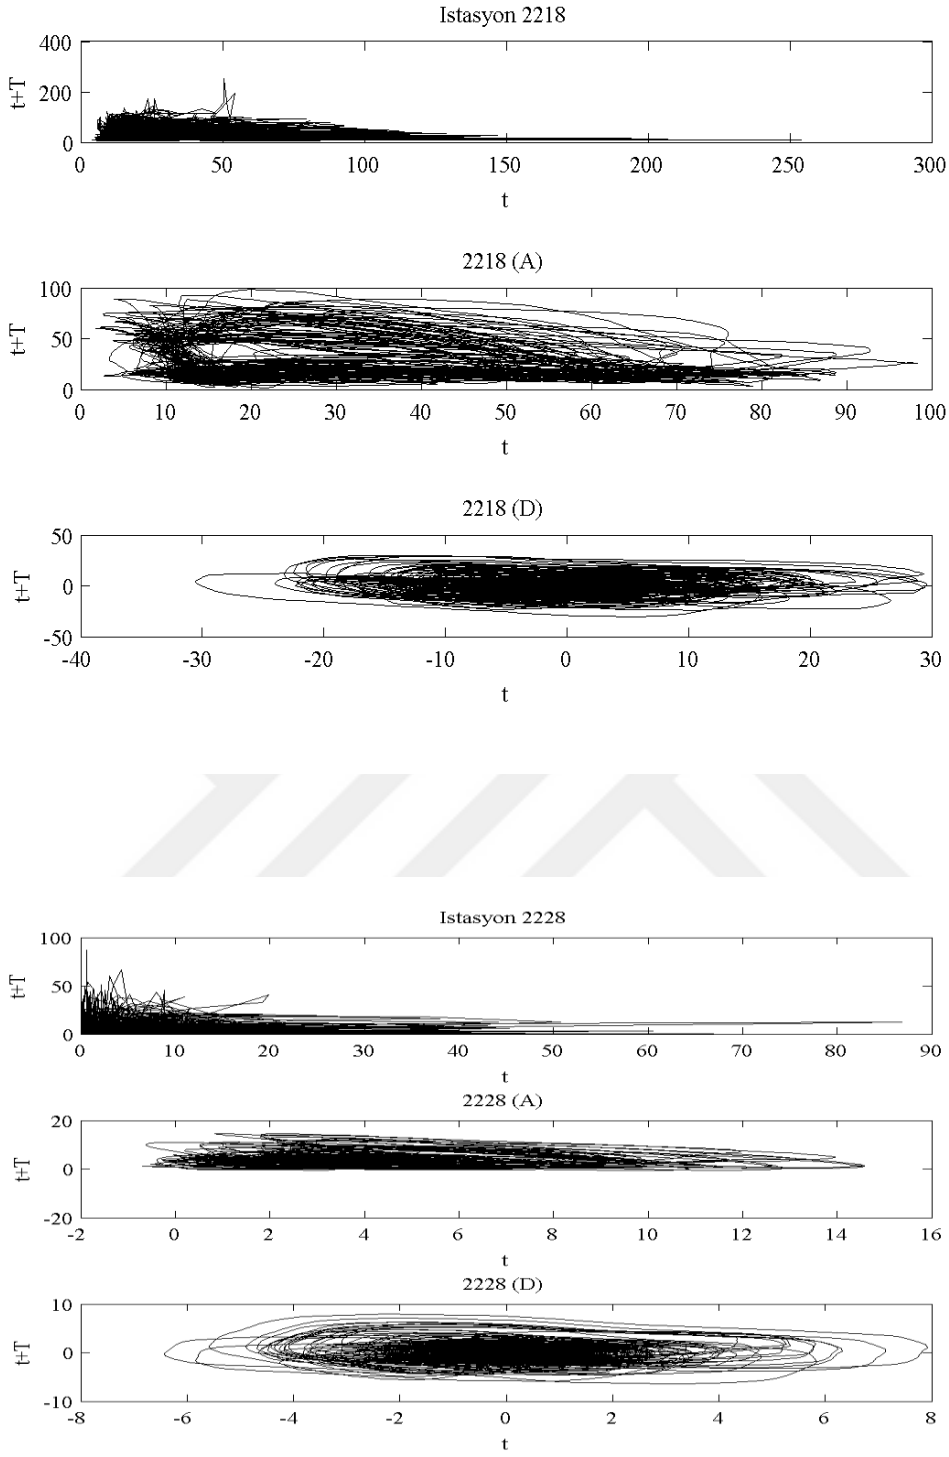 Istasyon 2218
400
200
0
t+T
0 50 100 150 200 250 300
t
2218 (A)
100
50
0
t+T
0 10 20 30 40 50 60 70 80 90 100
t
2218 (D)
50
0
-50
t+T
-40 -30 -20 -10 0 10 20 30
t
Istasyon 2228
100
50
0
t+T
0 10 20 30 40 50 60 70 80 90
t
2228 (A)
20
0
-20
t+T
-2 0 2 4 6 8 10 12 14 16
t
2228 (D)
10
0
-10
t+T
-8 -6 -4 -2 0 2 4 6 8
t